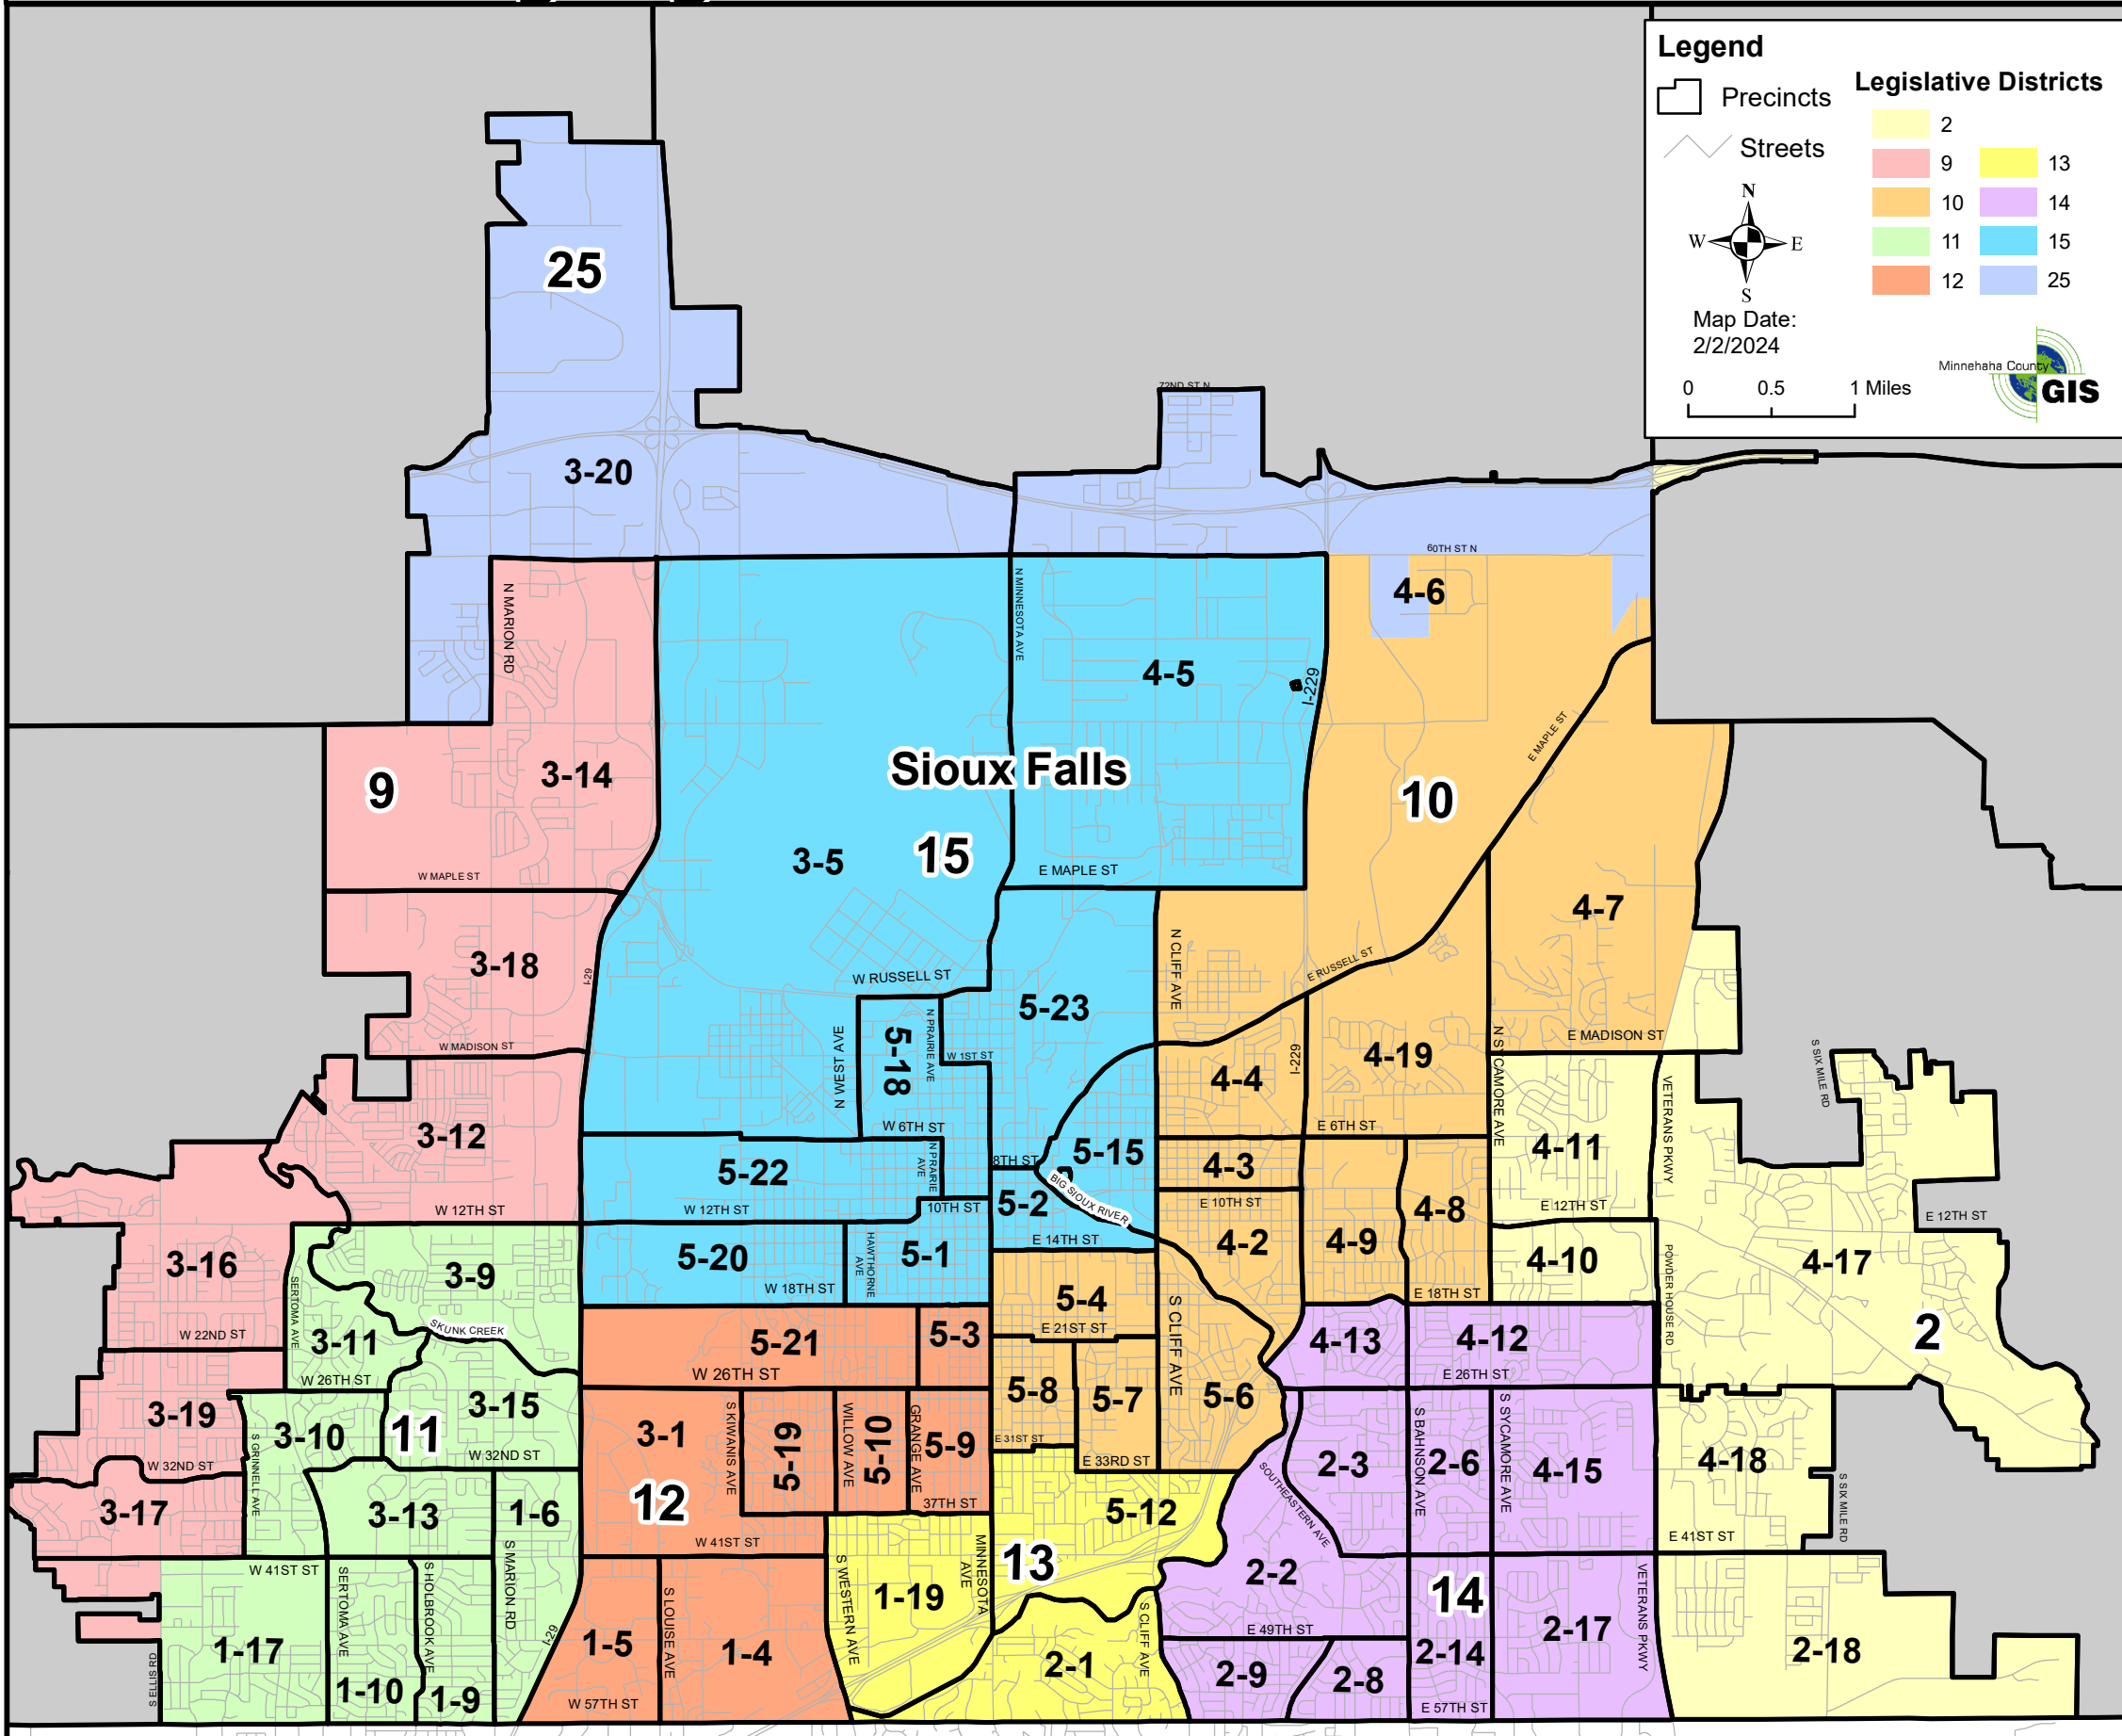 Legend
Precincts
Streets
Legislative Districts
2
9
13
10
14
11
15
12
25
N
W
E
S
Map Date:
2/2/2024
0
0.5
1 Miles
Minnehaha County
GIS
25
72ND ST N
3-20
60TH ST N
4-6
N MARION RD
N MINNESOTA AVE
4-5
I-229
E MAPLE ST
Sioux Falls
9
3-14
10
15
3-5
E MAPLE ST
W MAPLE ST
4-7
3-18
I29
N CLIFF AVE
E RUSSELL ST
W RUSSELL ST
5-23
W MADISON ST
N WEST AVE
5-18
N PRAIRIE AVE
W 1ST ST
4-4
I-229
4-19
N SYCAMORE AVE
E MADISON ST
S SIX MILE RD
VETERANS PKWY
3-12
W 6TH ST
E 6TH ST
5-15
4-11
8TH ST
4-3
5-22
N PRAIRIE
AVE
BIG SIOUX RIVER
5-2
E 10TH ST
4-8
E 12TH ST
W 12TH ST
W 12TH ST
10TH ST
E 12TH ST
3-16
3-9
5-20
HAWTHORNE
AVE
5-1
E 14TH ST
4-2
4-9
4-10
POWDER HOUSE RD
4-17
SERTOMA AVE
W 18TH ST
5-4
S CLIFF AVE
E 18TH ST
W 22ND ST
SKUNK CREEK
3-11
5-21
5-3
E 21ST ST
4-13
4-12
2
W 26TH ST
W 26TH ST
E 26TH ST
3-19
3-10
11
3-15
3-1
S KIWANIS AVE
5-19
WILLOW AVE
5-10
GRANGE AVE
5-9
5-8
5-7
5-6
S BAHNSON AVE
S SYCAMORE AVE
S GRINNELL AVE
E 31ST ST
W 32ND ST
W 32ND ST
E 33RD ST
SOUTHEASTERN AVE
2-3
2-6
4-15
4-18
S SIX MILE RD
3-17
3-13
1-6
12
37TH ST
5-12
W 41ST ST
E 41ST ST
W 41ST ST
S MARION RD
S WESTERN AVE
MINNESOTA
AVE
13
2-2
14
VETERANS PKWY
SERTOMA AVE
S HOLBROOK AVE
S LOUISE AVE
1-19
S CLIFF AVE
2-17
1-17
I-29
1-5
1-4
E 49TH ST
2-14
2-18
S ELLIS RD
1-10
1-9
2-1
2-9
2-8
W 57TH ST
E 57TH ST